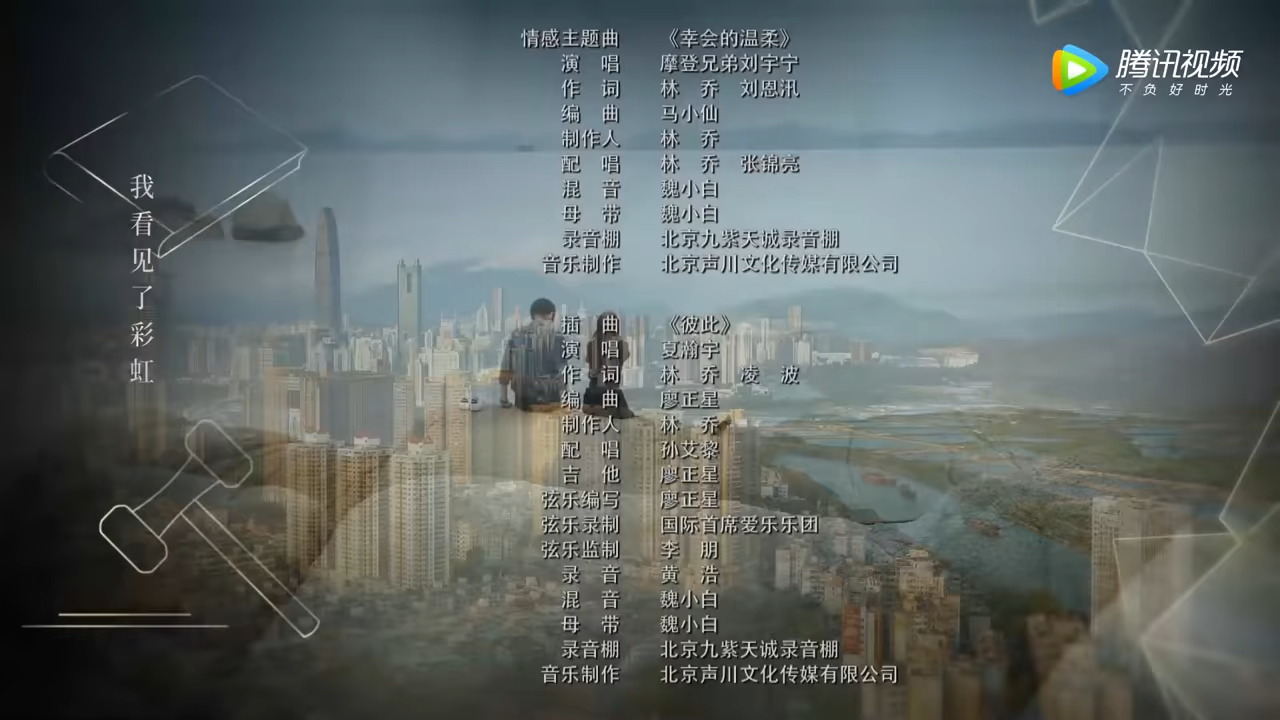 情感主题曲 《幸会的温柔》
演 唱 摩登兄弟刘宇宁
作 词 林 乔 刘恩汛
编 曲 马小仙
制作人 林 乔
配 唱 林 乔 张锦亮
混 音 魏小白
母 带 魏小白
录音棚 北京九紫天诚录音棚
音乐制作 北京声川文化传媒有限公司
插 曲 《彼此》
演 唱 夏瀚宇
作 词 林 乔 凌 波
编 曲 廖正星
制作人 林 乔
配 唱 孙艾黎
吉 他 廖正星
弦乐编写 廖正星
弦乐录制 国际首席爱乐乐团
弦乐监制 李 朋
录 音 黄 浩
混 音 魏小白
母 带 魏小白
录音棚 北京九紫天诚录音棚
音乐制作 北京声川文化传媒有限公司
我看见了彩虹
腾讯视频
不负好时光